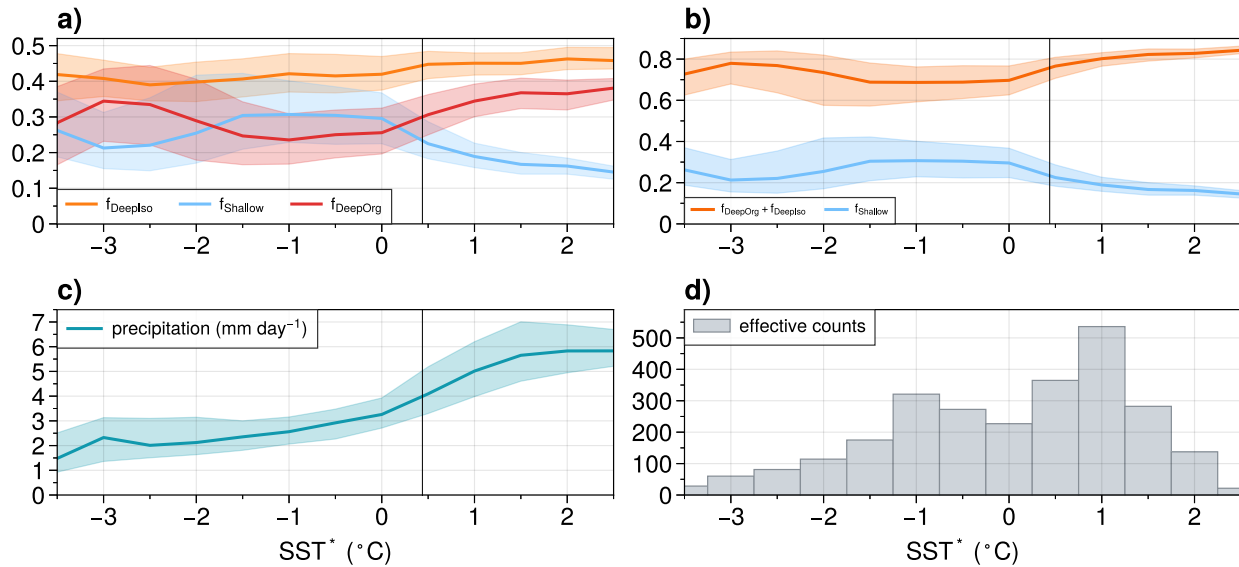 a)
0.5
0.4
0.3
0.2
0.1
0
f_DeepIso f_Shallow f_DeepOrg
−3 −2 −1 0 1 2
b)
0.8
0.6
0.4
0.2
0
f_DeepOrg + f_DeepIso f_Shallow
−3 −2 −1 0 1 2
c)
7
6
5
4
3
2
1
0
precipitation (mm day⁻¹)
−3 −2 −1 0 1 2
SST* (°C)
d)
500
400
300
200
100
0
effective counts
−3 −2 −1 0 1 2
SST* (°C)